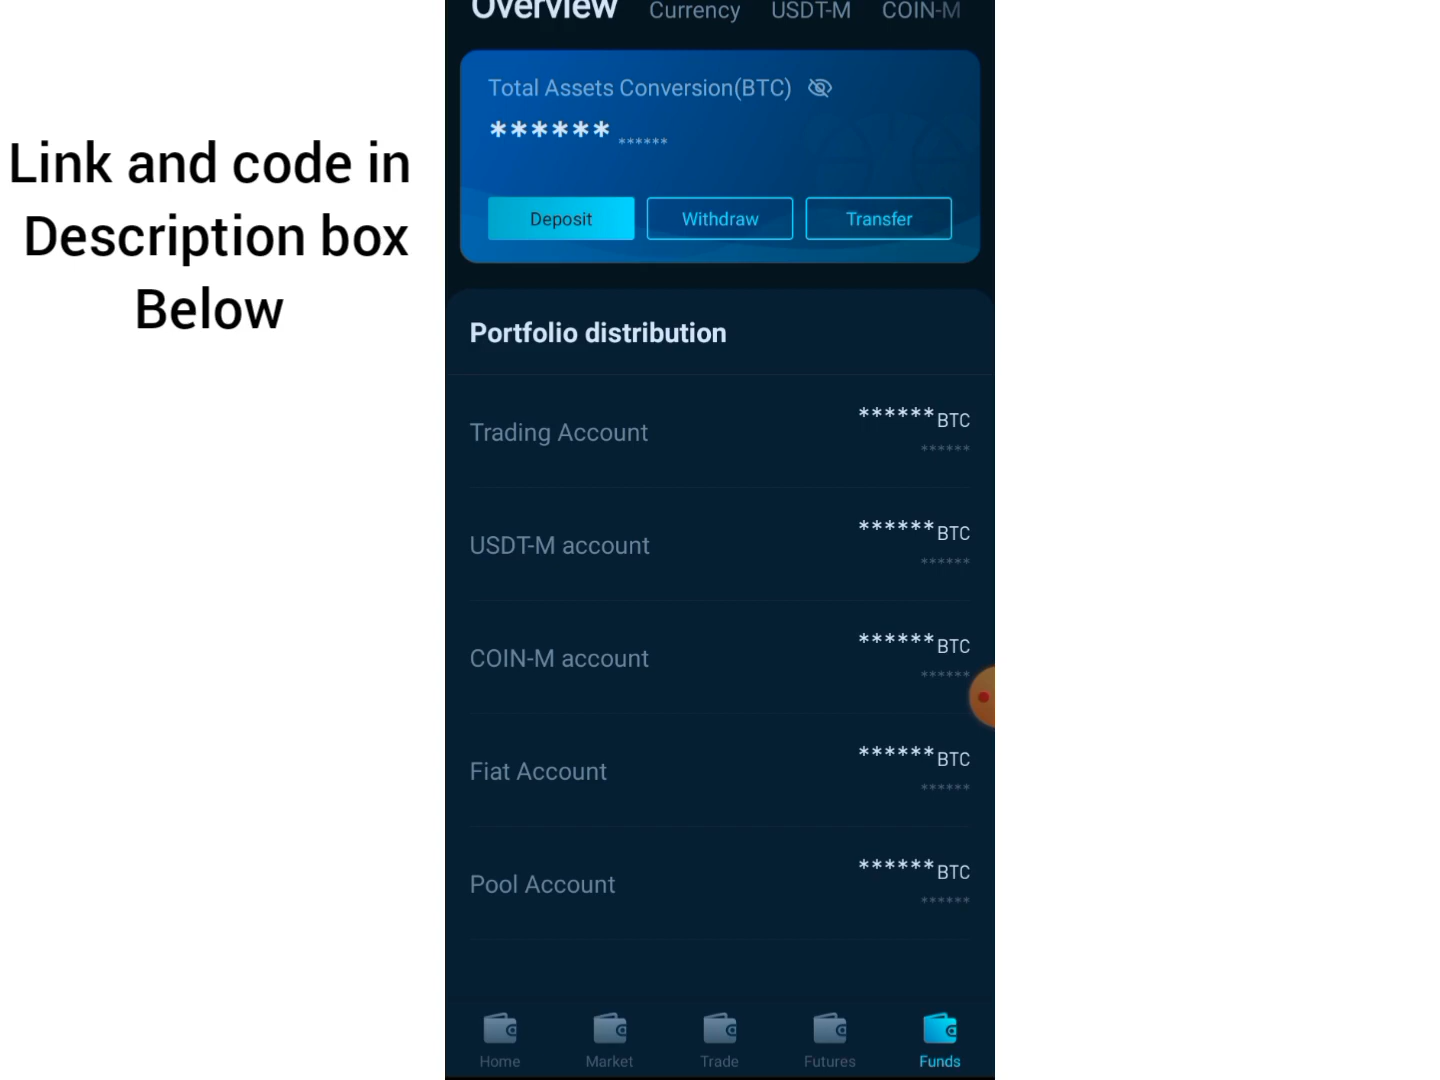 Overview Currency USDT-M COIN-M
Total Assets Conversion(BTC)
****** ******
Deposit Withdraw Transfer
Link and code in
Description box
Below
Portfolio distribution
Trading Account ******BTC
******
USDT-M account ******BTC
******
COIN-M account ******BTC
******
Fiat Account ******BTC
******
Pool Account ******BTC
******
Home Market Trade Futures Funds